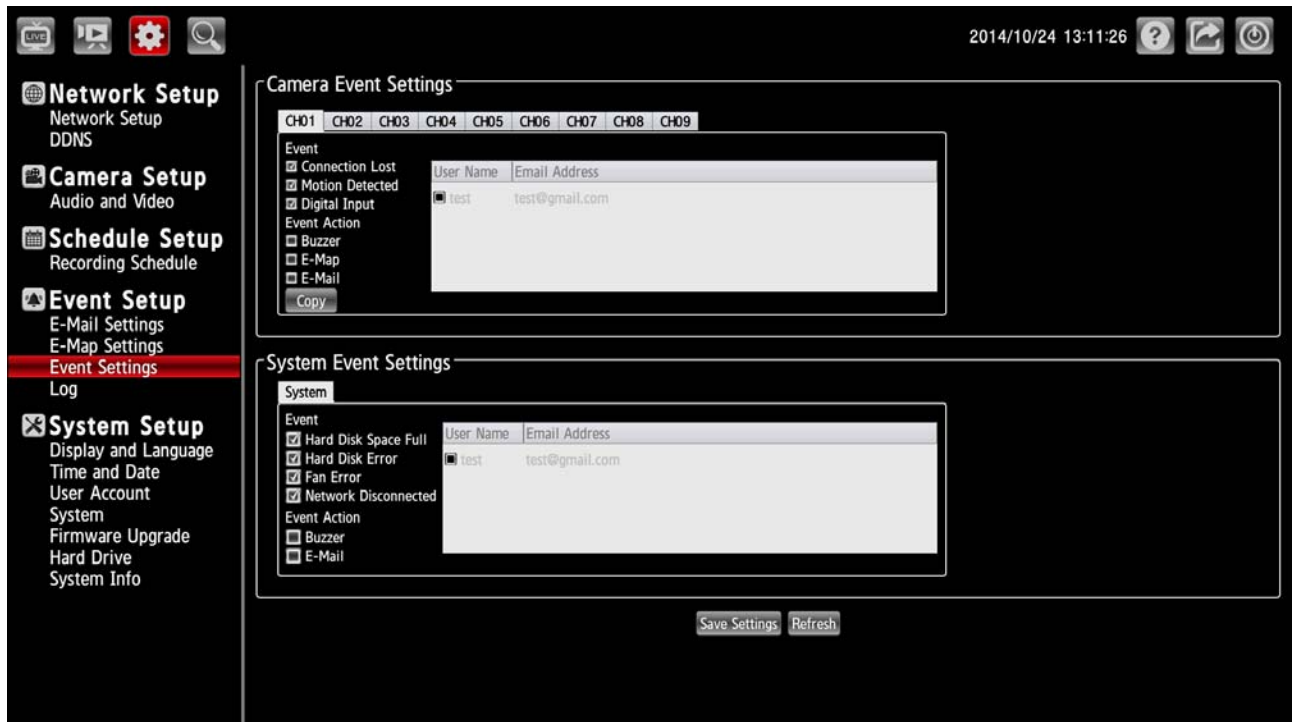 LIVE
2014/10/24 13:11:26
?
Network Setup
Network Setup
DDNS
Camera Setup
Audio and Video
Schedule Setup
Recording Schedule
Event Setup
E-Mail Settings
E-Map Settings
Event Settings
Log
System Setup
Display and Language
Time and Date
User Account
System
Firmware Upgrade
Hard Drive
System Info
Camera Event Settings
CH01 CH02 CH03 CH04 CH05 CH06 CH07 CH08 CH09
Event
Connection Lost
Motion Detected
Digital Input
Event Action
Buzzer
E-Map
E-Mail
Copy
User Name Email Address
test test@gmail.com
System Event Settings
System
Event
Hard Disk Space Full
Hard Disk Error
Fan Error
Network Disconnected
Event Action
Buzzer
E-Mail
User Name Email Address
test test@gmail.com
Save Settings Refresh